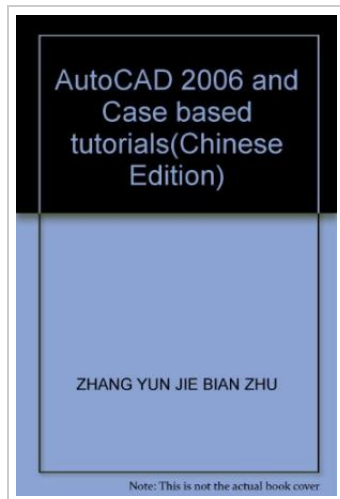 AutoCAD 2006 and
Case based
tutorials(Chinese
Edition)
ZHANG YUN JIE BIAN ZHU
Note: This is not the actual book cover